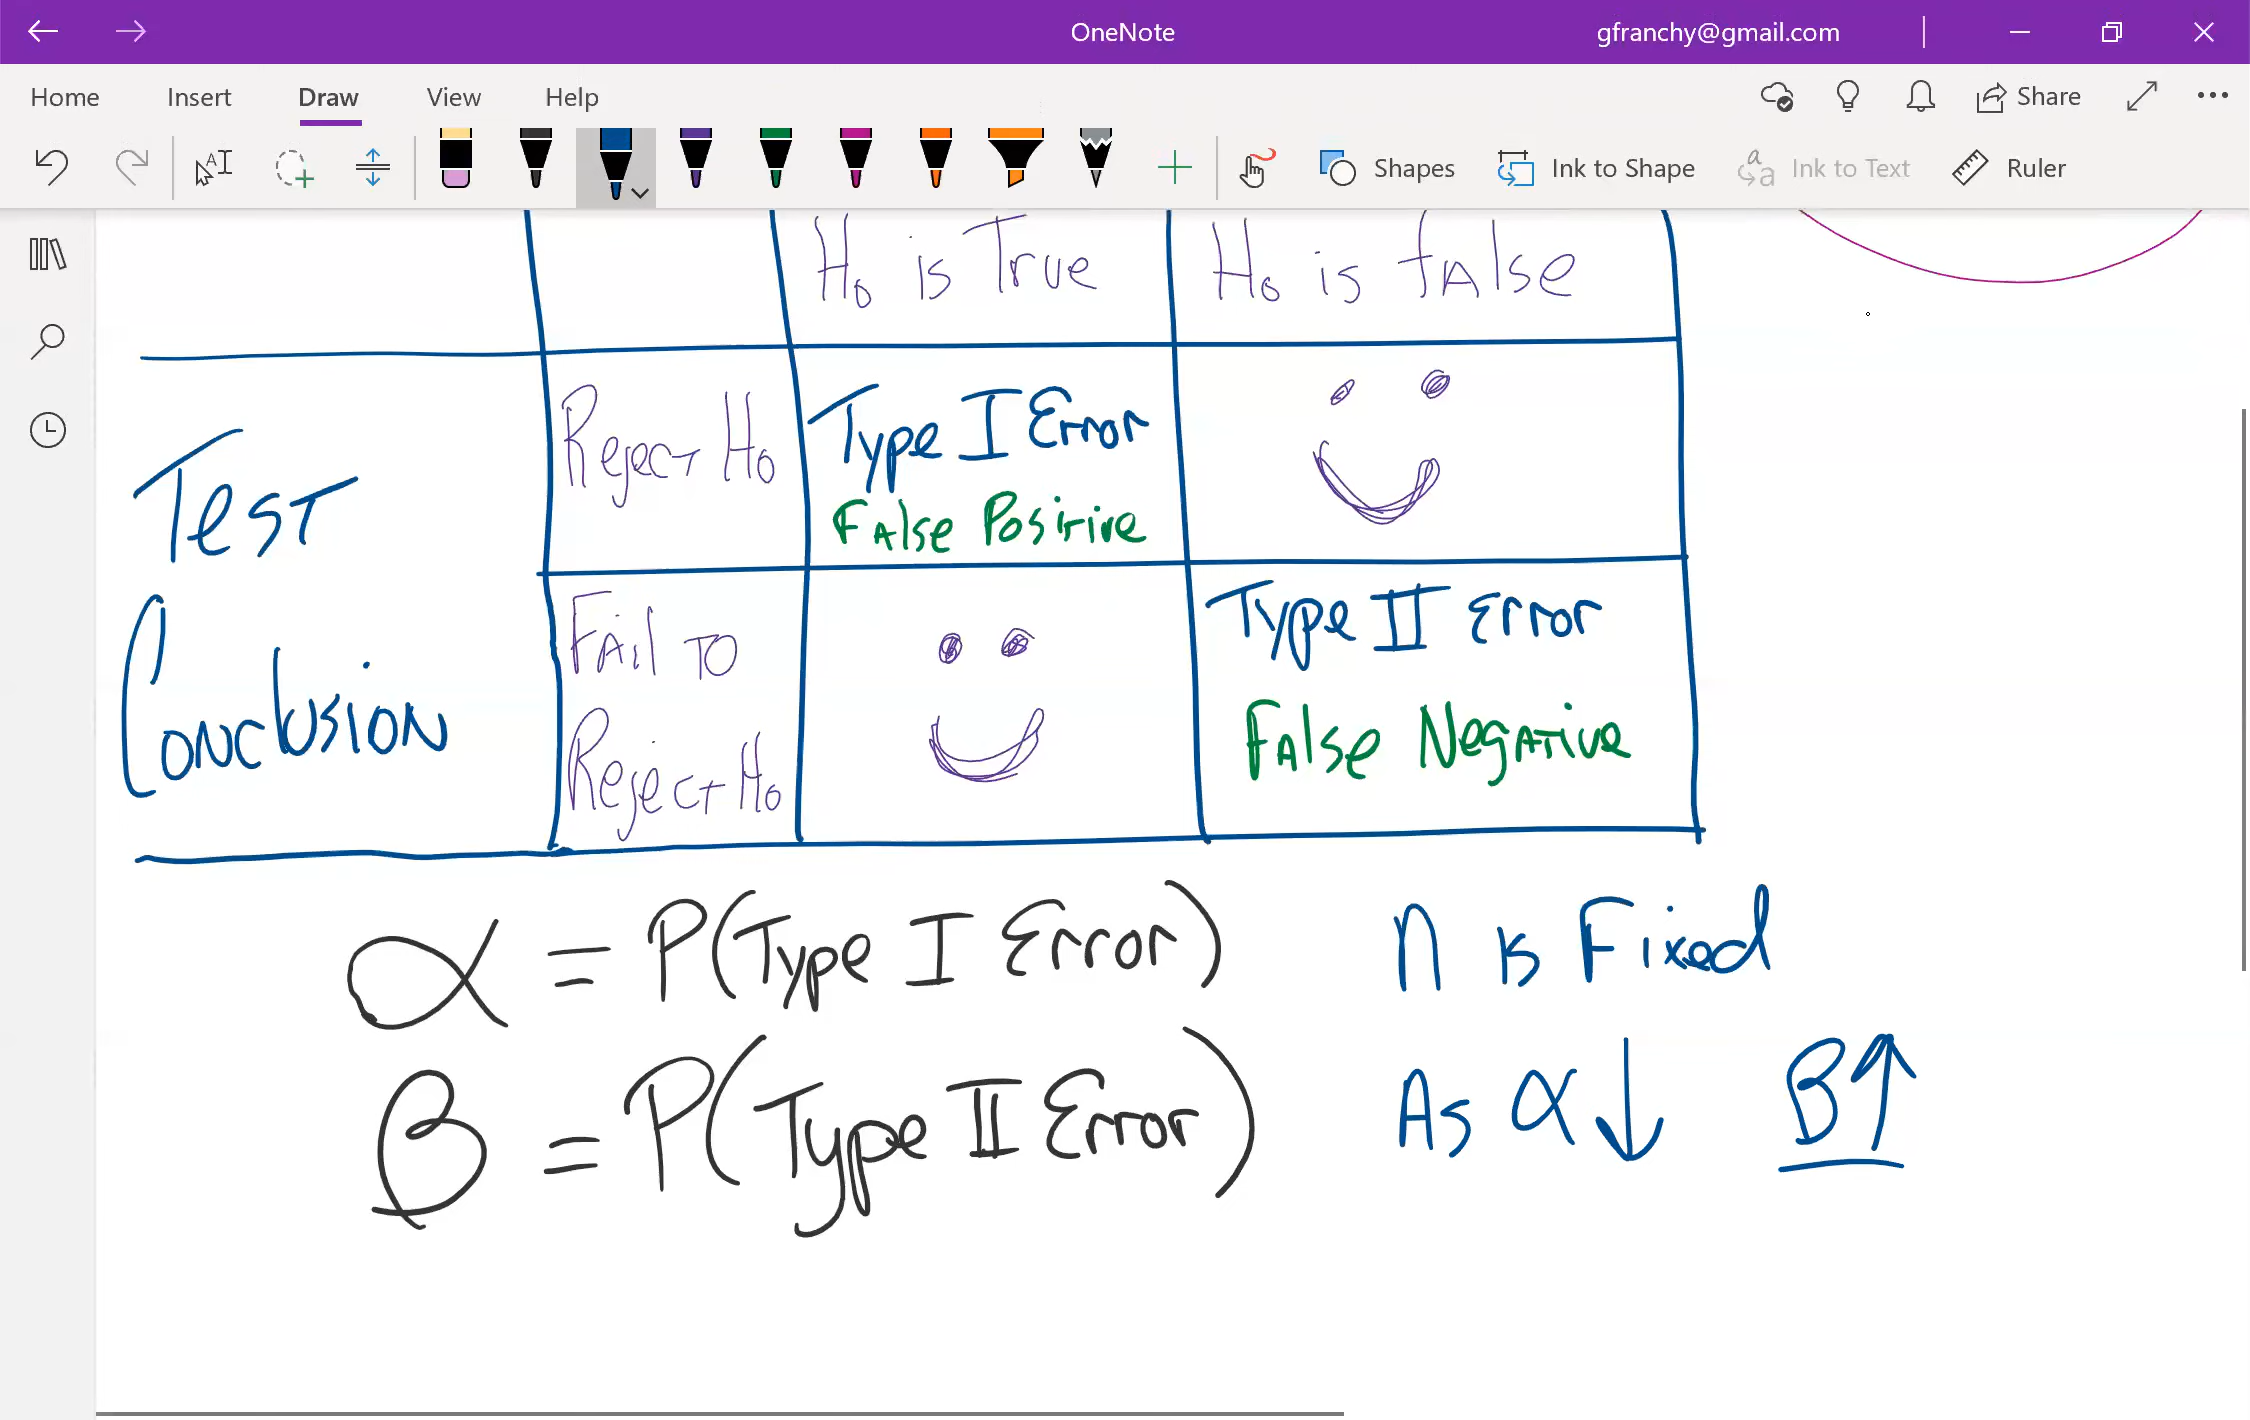 OneNote
gfranchy@gmail.com
Home Insert Draw View Help Share
Shapes Ink to Shape Ink to Text Ruler
H₀ is True H₀ is false
Test
Conclusion
Reject H₀
Type I Error
False Positive
Fail to
Reject H₀
Type II Error
False Negative
α = P(Type I Error)
n is Fixed
β = P(Type II Error)
As α ↓ β ↑